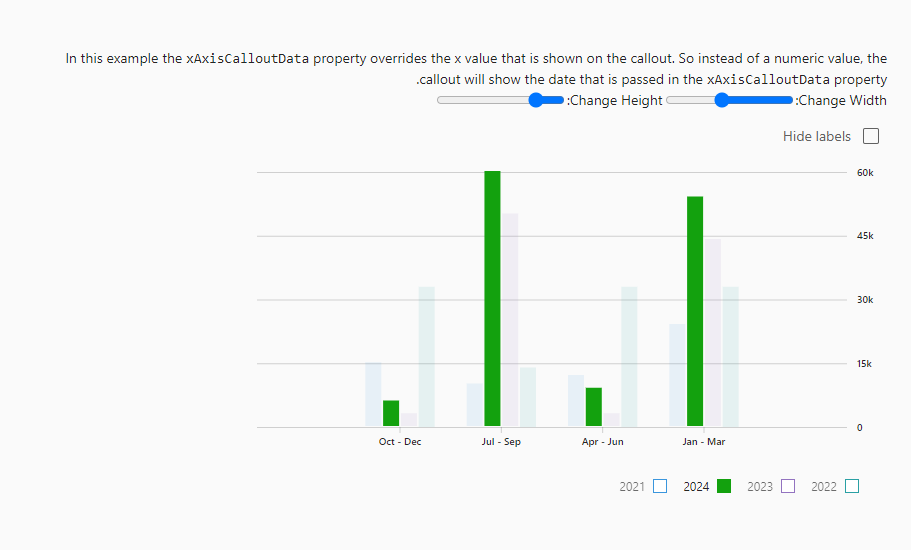 In this example the xAxisCalloutData property overrides the x value that is shown on the callout. So instead of a numeric value, the
.callout will show the date that is passed in the xAxisCalloutData property
:Change Width
:Change Height
Hide labels
60k
45k
30k
15k
0
Oct - Dec
Jul - Sep
Apr - Jun
Jan - Mar
2021
2024
2023
2022